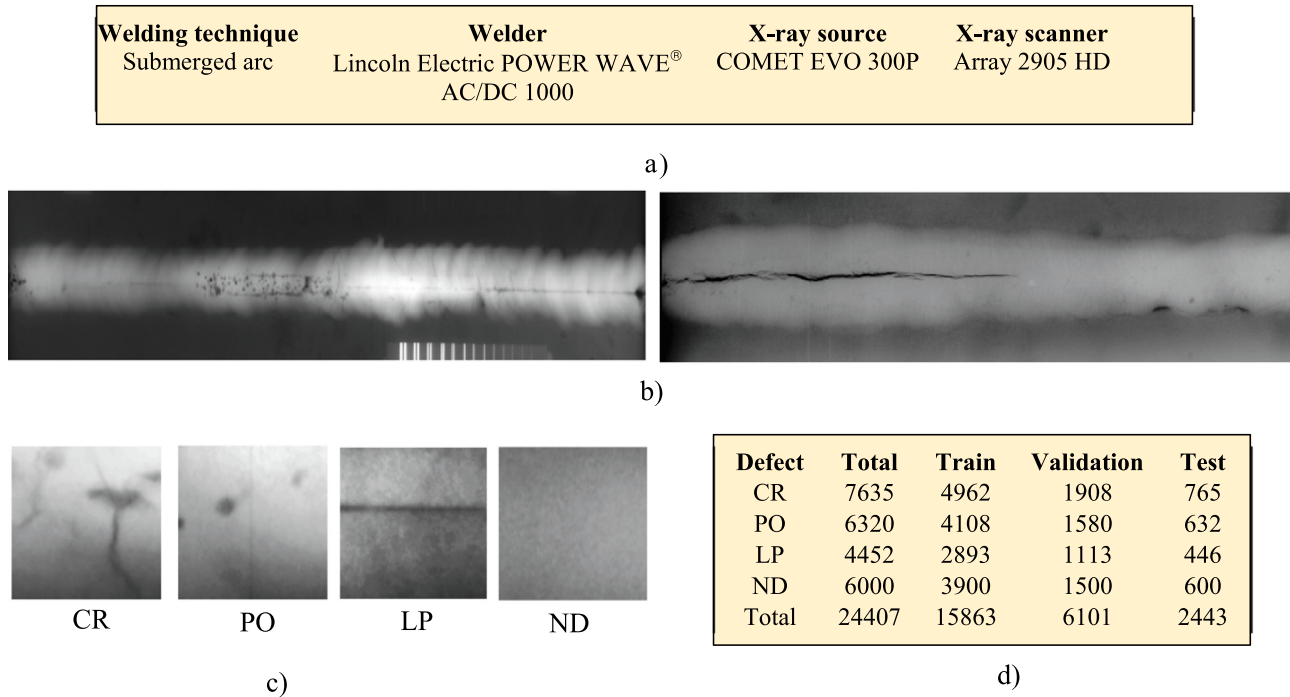 Welding technique Welder X-ray source X-ray scanner
Submerged arc Lincoln Electric POWER WAVE® COMET EVO 300P Array 2905 HD
AC/DC 1000
a)
b)
CR PO LP ND
c)
Defect Total Train Validation Test
CR 7635 4962 1908 765
PO 6320 4108 1580 632
LP 4452 2893 1113 446
ND 6000 3900 1500 600
Total 24407 15863 6101 2443
d)